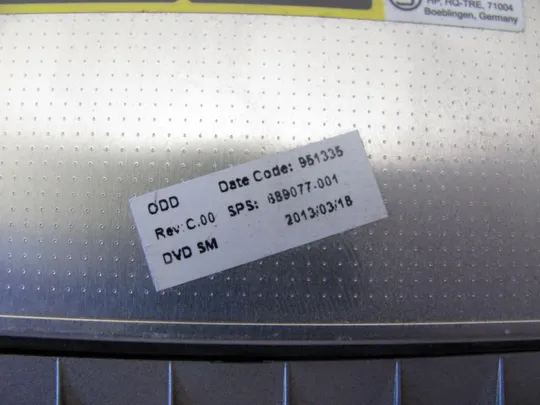 HP, HQ-TRE, 71004
Boeblingen, Germany
ODD Date Code: 951335
Rev: C.00 SPS: 689077-001
DVD SM 2013/03/18